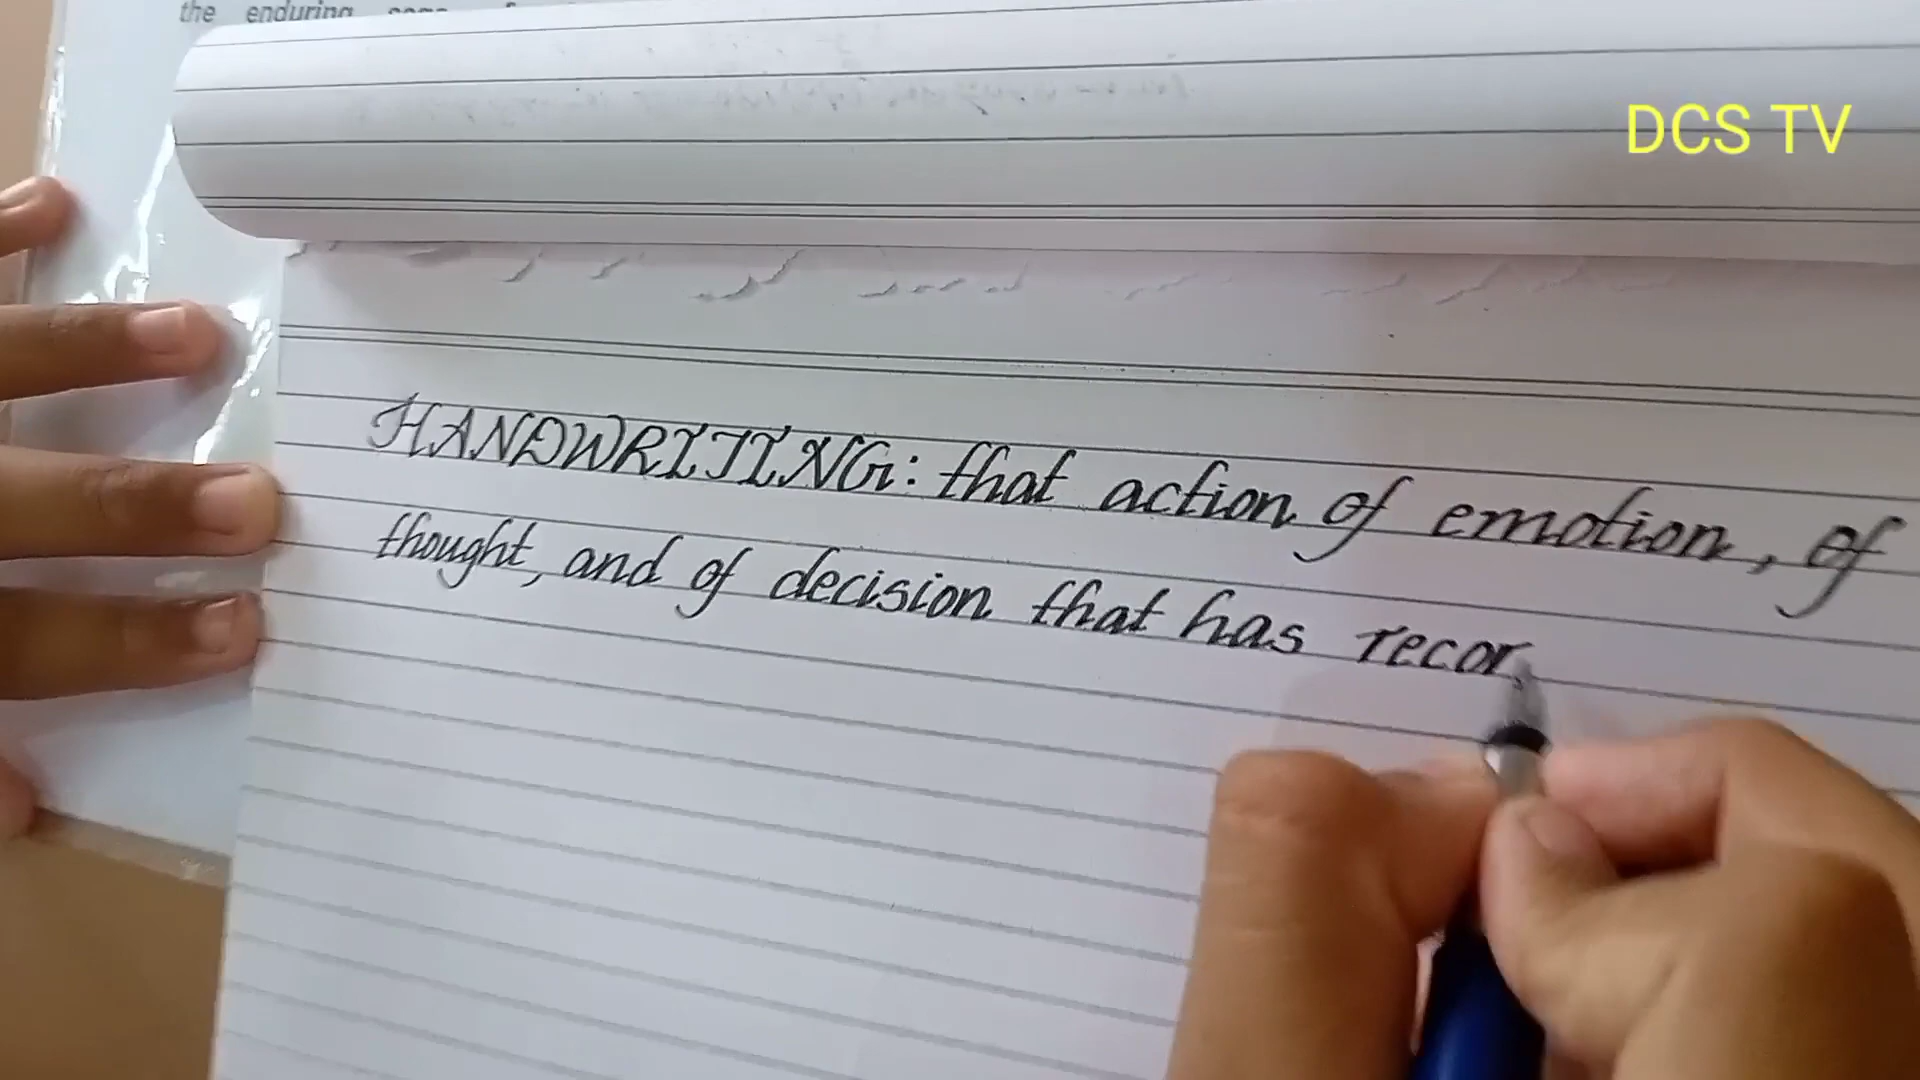 the enduring
DCS TV
HANDWRITING: that action of emotion, of
thought, and of decision that has recor